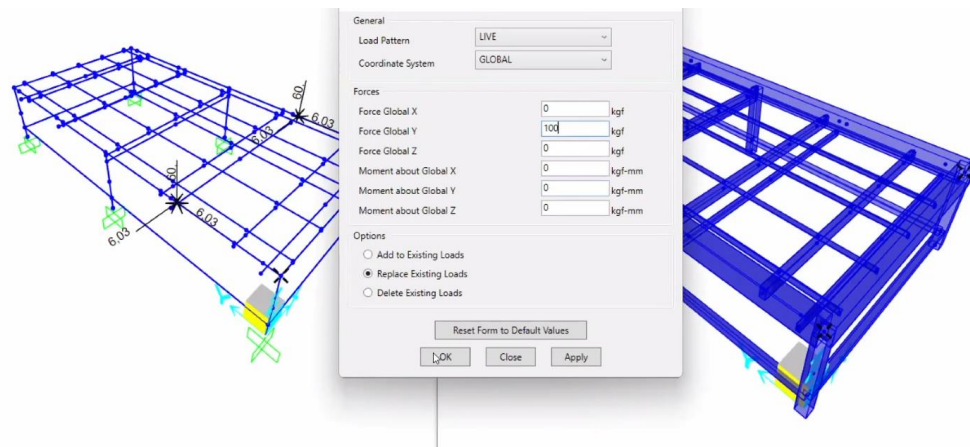 General
Load Pattern LIVE
Coordinate System GLOBAL
Forces
Force Global X 0 kgf
Force Global Y 100 kgf
Force Global Z 0 kgf
Moment about Global X 0 kgf-mm
Moment about Global Y 0 kgf-mm
Moment about Global Z 0 kgf-mm
Options
Add to Existing Loads
Replace Existing Loads
Delete Existing Loads
Reset Form to Default Values
OK Close Apply
60
6,03
6,03
60
6,03
6,03
Y